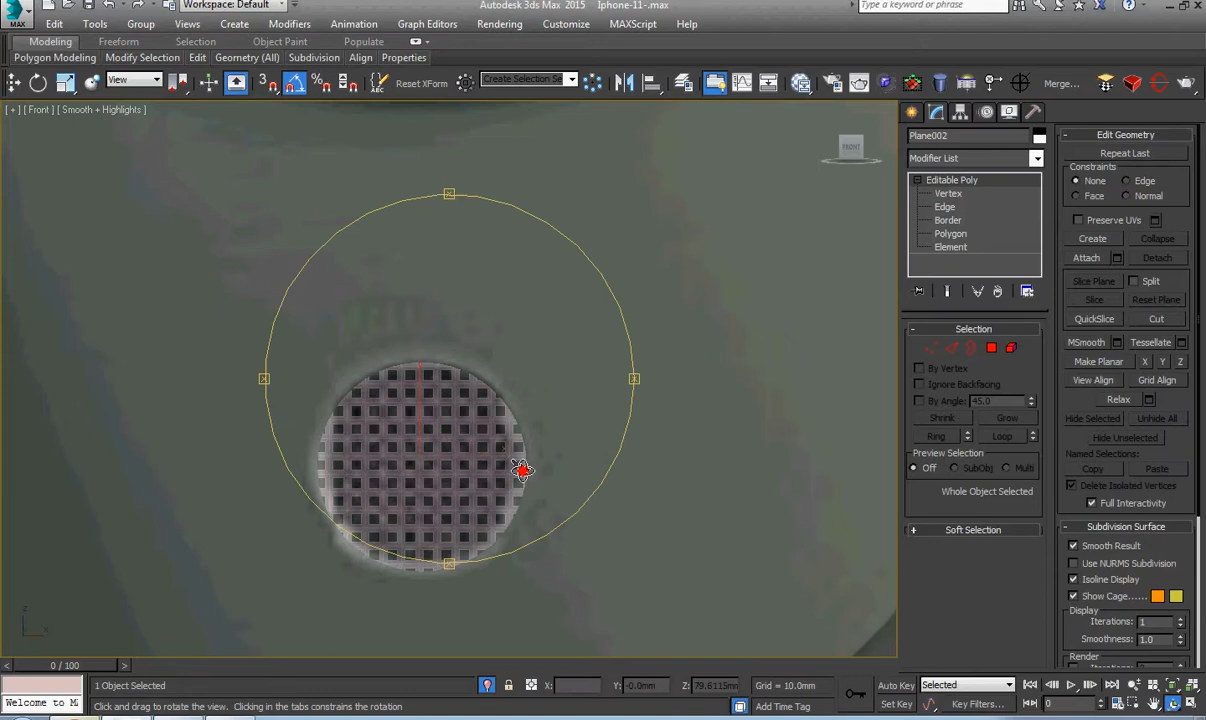 Workspace: Default
Autodesk 3ds Max 2015
Iphone-11-.max
Type a keyword or phrase
MAX
Edit Tools Group Views Create Modifiers Animation Graph Editors Rendering Customize MAXScript Help
Modeling Freeform Selection Object Paint Populate
Polygon Modeling Modify Selection Edit Geometry (All) Subdivision Align Properties
View
3
Reset XForm
Create Selection Se
Merge...
[ + ] [ Front ] [ Smooth + Highlights ]
FRONT
Plane002
Modifier List
Editable Poly
Vertex
Edge
Border
Polygon
Element
Selection
By Vertex
Ignore Backfacing
By Angle: 45.0
Shrink Grow
Ring Loop
Preview Selection
Off SubObj Multi
Whole Object Selected
Soft Selection
Edit Geometry
Repeat Last
Constraints
None Edge
Face Normal
Preserve UVs
Create Collapse
Attach Detach
Slice Plane Split
Slice Reset Plane
QuickSlice Cut
MSmooth Tessellate
Make Planar X Y Z
View Align Grid Align
Relax
Hide Selected Unhide All
Hide Unselected
Named Selections:
Copy Paste
Delete Isolated Vertices
Full Interactivity
Subdivision Surface
Smooth Result
Use NURMS Subdivision
Isoline Display
Show Cage......
Display
Iterations: 1
Smoothness: 1.0
Render
0 / 100
1 Object Selected
X: Y: -0.0mm Z: 79.6115m
Grid = 10.0mm
Auto Key Selected
Welcome to M
Click and drag to rotate the view. Clicking in the tabs constrains the rotation
Add Time Tag
Set Key Key Filters...
0